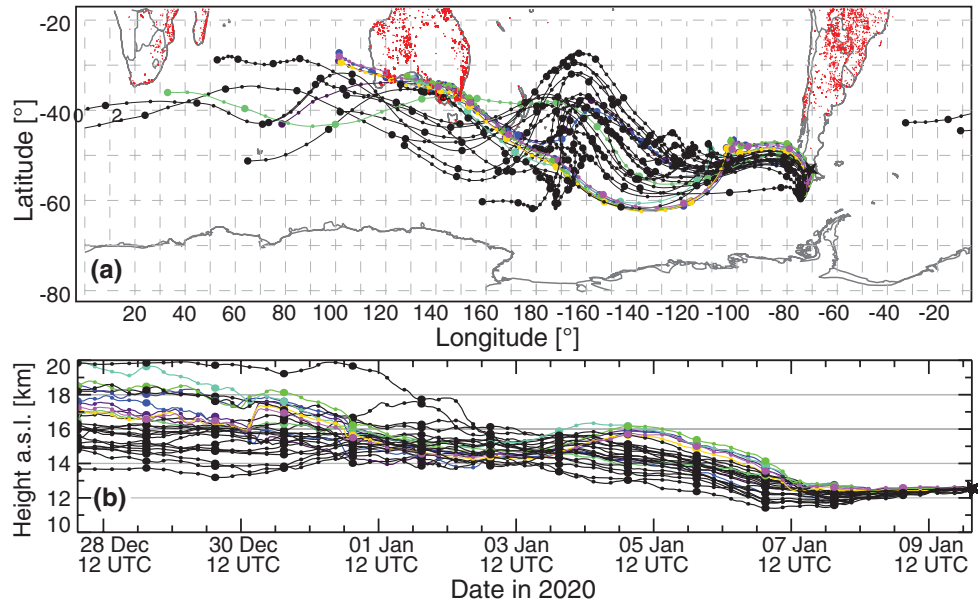 -20
-40
0 2
-60
-80
Latitude [°]
(a)
20 40 60 80 100 120 140 160 180 -160 -140 -120 -100 -80 -60 -40 -20 0
Longitude [°]
20
18
16
14
12
10
Height a.s.l. [km]
(b)
28 Dec 30 Dec 01 Jan 03 Jan 05 Jan 07 Jan 09 Jan
12 UTC 12 UTC 12 UTC 12 UTC 12 UTC 12 UTC 12 UTC
Date in 2020